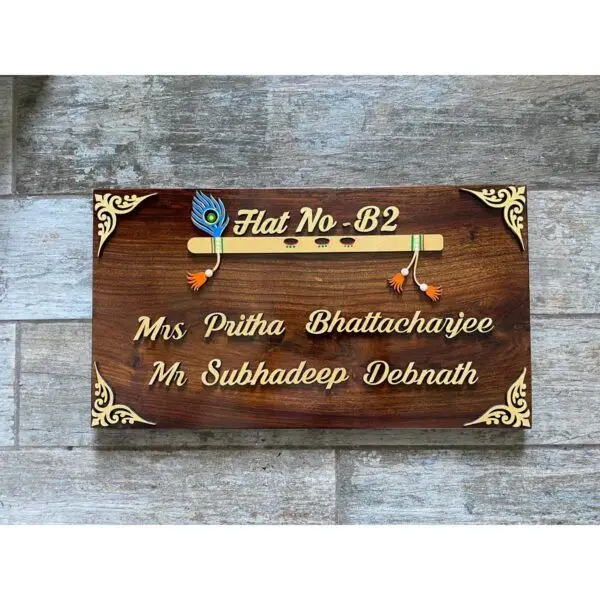 Flat No -B2
Mrs Pritha Bhattacharjee
Mr Subhadeep Debnath